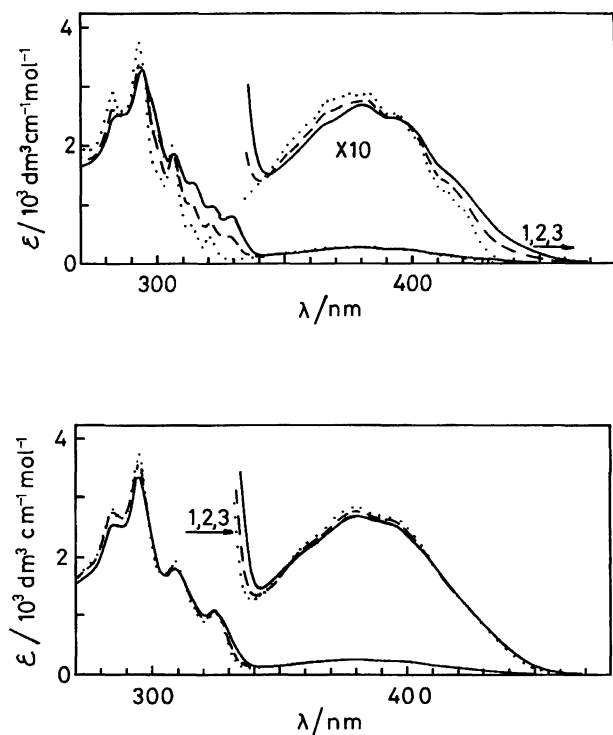 ε / 10³ dm³ cm⁻¹ mol⁻¹
4
2
0
X10
1,2,3
300
400
λ / nm
ε / 10³ dm³ cm⁻¹ mol⁻¹
4
2
0
1,2,3
300
400
λ / nm